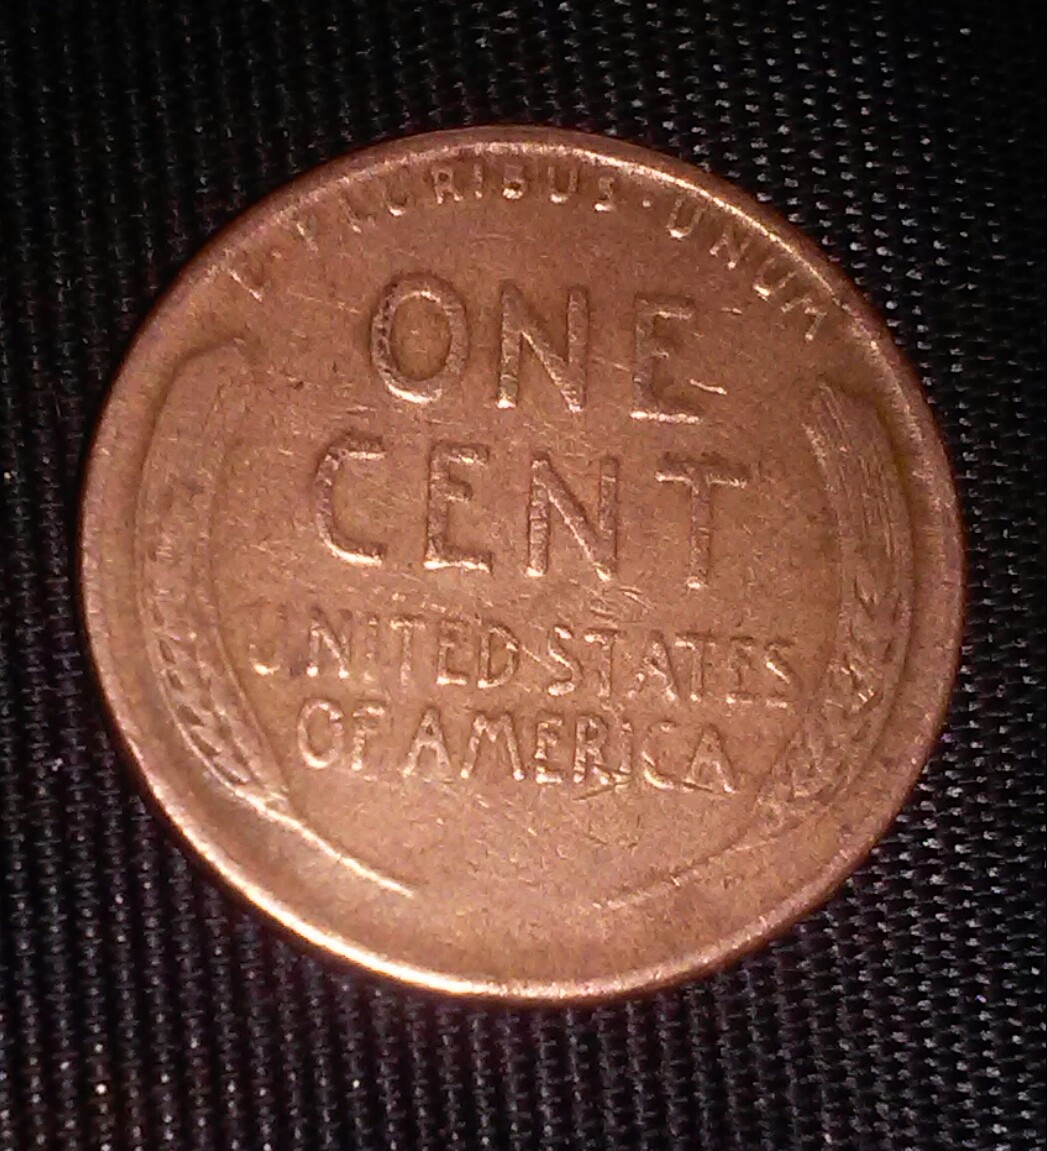 E·PLURIBUS·UNUM
ONE
CENT
UNITED STATES
OF AMERICA